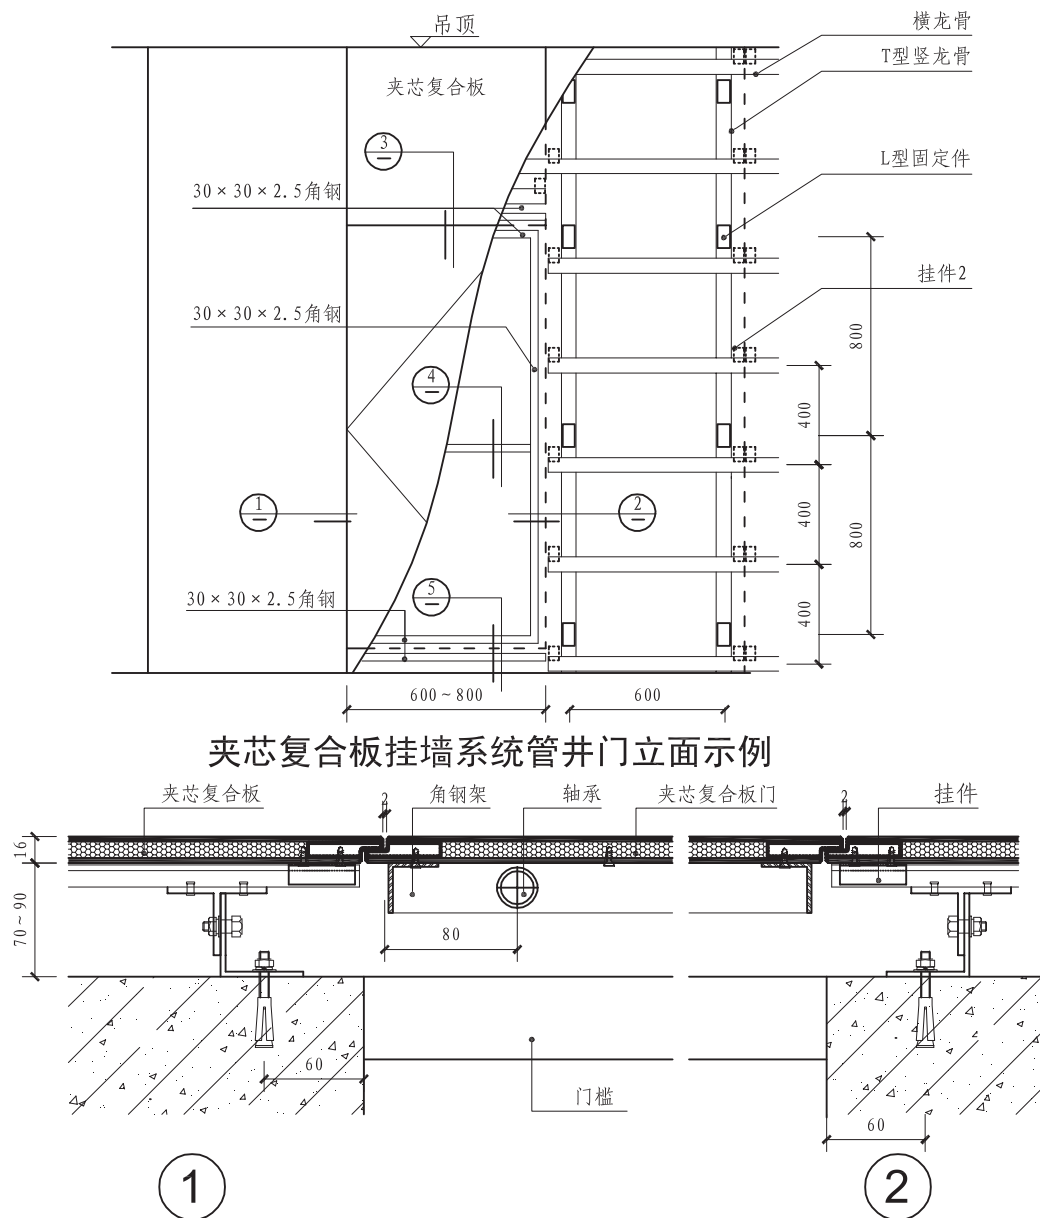 吊顶
横龙骨
T型竖龙骨
夹芯复合板
3
L型固定件
30×30×2.5角钢
挂件2
30×30×2.5角钢
800
4
400
1
2
400
800
30×30×2.5角钢
5
400
600~800
600
夹芯复合板挂墙系统管井门立面示例
夹芯复合板
2
角钢架
轴承
夹芯复合板门
2
挂件
16
70~90
80
60
门槛
60
1
2